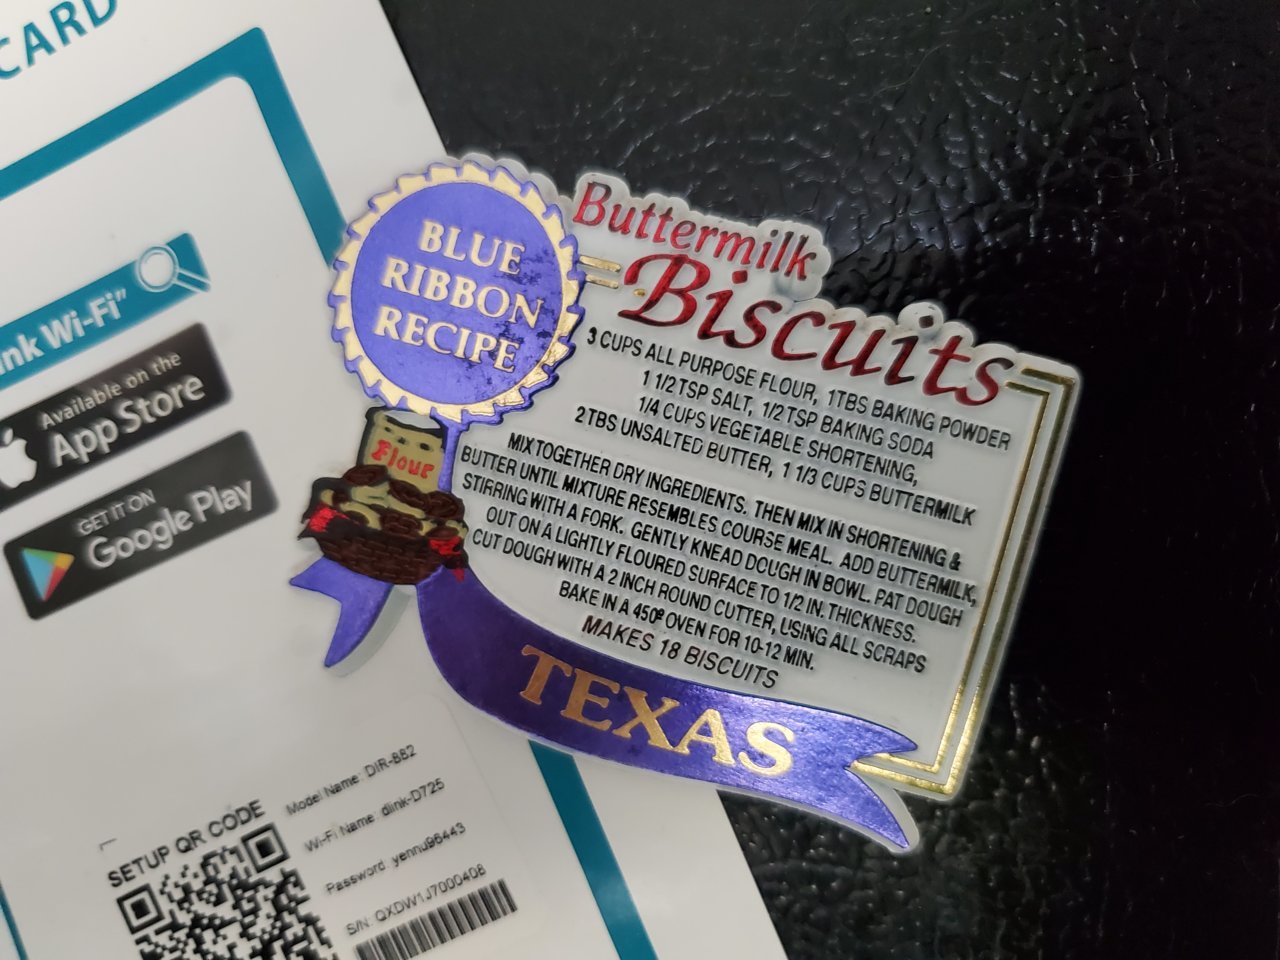 CARD
ink Wi-Fi"
Available on the
App Store
GET IT ON
Google Play
SETUP QR CODE
Model Name: DIR-882
Wi-Fi Name: dlink-D725
Password: yennu96443
S/N: QXDW1J7000408
BLUE
RIBBON
RECIPE
Flour
Buttermilk
Biscuits
3 CUPS ALL PURPOSE FLOUR, 1TBS BAKING POWDER
1 1/2 TSP SALT, 1/2 TSP BAKING SODA
1/4 CUPS VEGETABLE SHORTENING,
2 TBS UNSALTED BUTTER, 1 1/3 CUPS BUTTERMILK
MIX TOGETHER DRY INGREDIENTS. THEN MIX IN SHORTENING &
BUTTER UNTIL MIXTURE RESEMBLES COURSE MEAL. ADD BUTTERMILK,
STIRRING WITH A FORK. GENTLY KNEAD DOUGH IN BOWL. PAT DOUGH
OUT ON A LIGHTLY FLOURED SURFACE TO 1/2 IN. THICKNESS.
CUT DOUGH WITH A 2 INCH ROUND CUTTER, USING ALL SCRAPS
BAKE IN A 450º OVEN FOR 10-12 MIN.
MAKES 18 BISCUITS
TEXAS